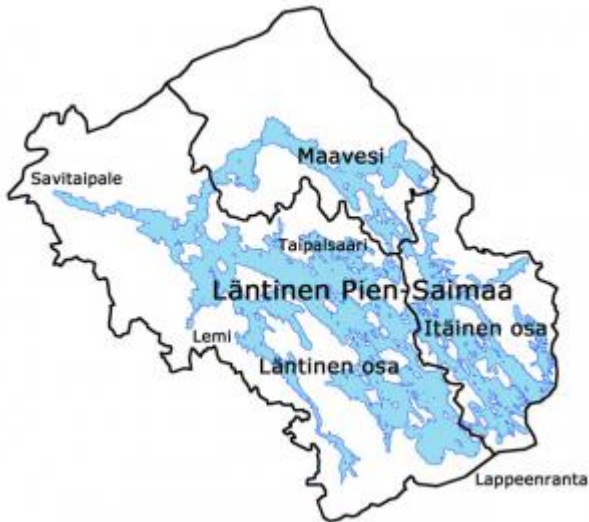 Maavesi
Savitaipale
Taipalsaari
Läntinen Pien-Saimaa
Itäinen osa
Lemi
Läntinen osa
Lappeenranta